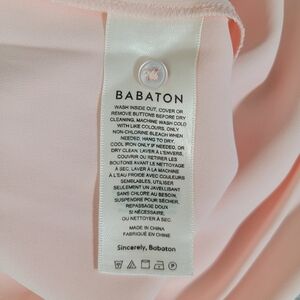 BABATON
WASH INSIDE OUT, COVER OR
REMOVE BUTTONS BEFORE DRY
CLEANING, MACHINE WASH COLD
WITH LIKE COLOURS, ONLY
NON-CHLORINE BLEACH WHEN
NEEDED, HANG TO DRY,
COOL IRON ONLY IF NEEDED, OR
DRY CLEAN. LAVER À L'ENVERS,
COUVRIR OU RETIRER LES
BOUTONS AVANT LE NETTOYAGE
À SEC, LAVER À LA MACHINE
À L'EAU FROIDE AVEC COULEURS
SEMBLABLES, UTILISER
SEULEMENT UN JAVELLISANT
SANS CHLORE AU BESOIN,
SUSPENDRE POUR SÉCHER,
REPASSAGE DOUX
SI NÉCESSAIRE,
OU NETTOYER À SEC.
MADE IN CHINA
FABRIQUÉ EN CHINE
Sincerely, Babaton